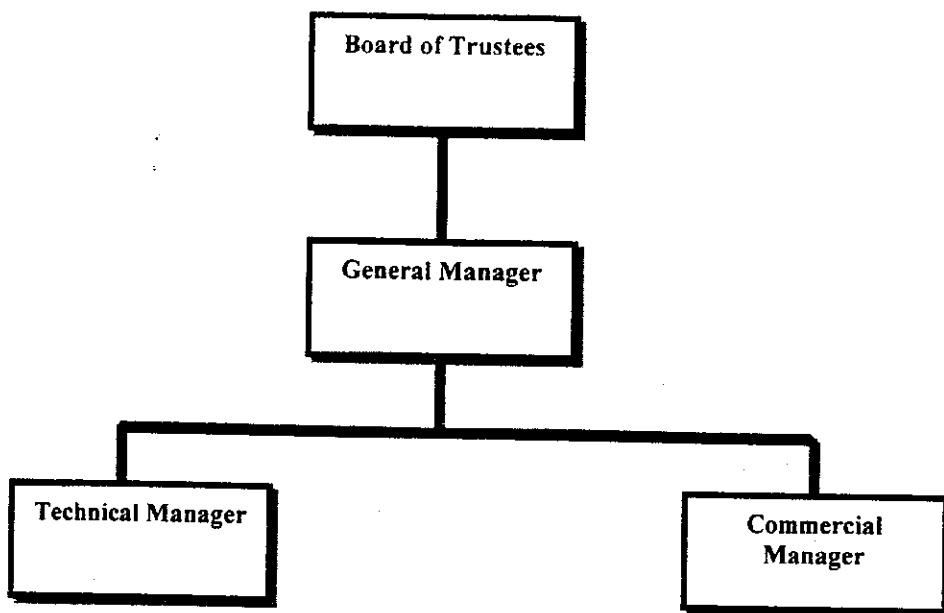 Board of Trustees
General Manager
Technical Manager
Commercial
Manager